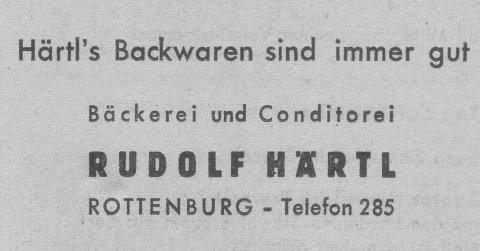 Härtl's Backwaren sind immer gut
Bäckerei und Conditorei
RUDOLF HÄRTL
ROTTENBURG - Telefon 285